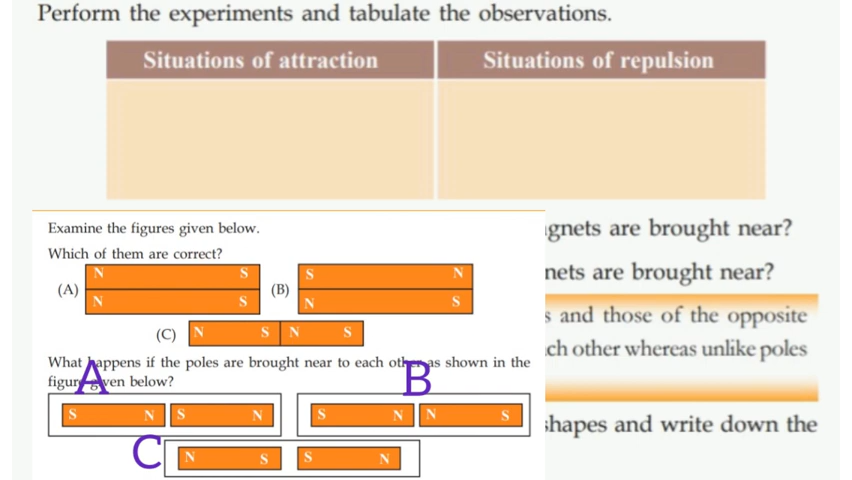 Perform the experiments and tabulate the observations.
Situations of attraction Situations of repulsion
Examine the figures given below.
Which of them are correct?
(A) N S
N S
(B) S N
N S
(C) N S N S
What happens if the poles are brought near to each other as shown in the
figure given below?
A B
S N S N
S N N S
C
N S S N
gnets are brought near?
nets are brought near?
s and those of the opposite
ch other whereas unlike poles
shapes and write down the